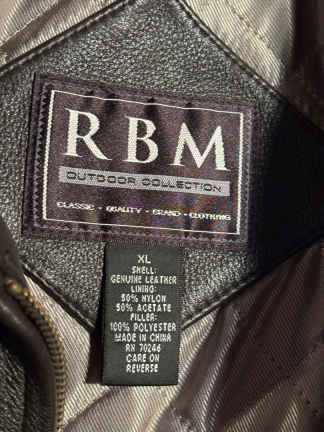 RBM
OUTDOOR COLLECTION
CLASSIC - QUALITY - BRAND - CLOTHING
XL
SHELL:
GENUINE LEATHER
LINING:
50% NYLON
50% ACETATE
FILLER:
100% POLYESTER
MADE IN CHINA
RN 70246
CARE ON
REVERSE